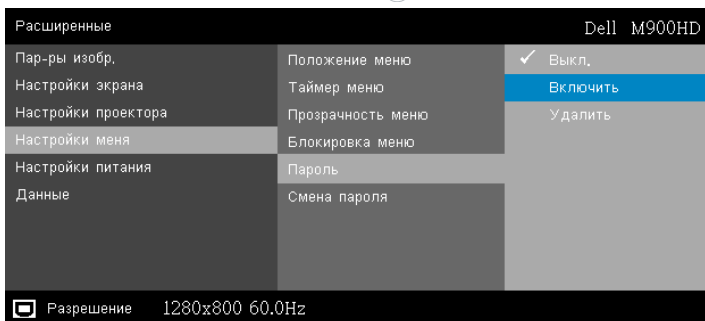 Расширенные Dell M900HD
Пар-ры изобр.
Настройки экрана
Настройки проектора
Настройки меня
Настройки питания
Данные
Положение меню
Таймер меню
Прозрачность меню
Блокировка меню
Пароль
Смена пароля
Выкл.
Включить
Удалить
Разрешение 1280x800 60.0Hz